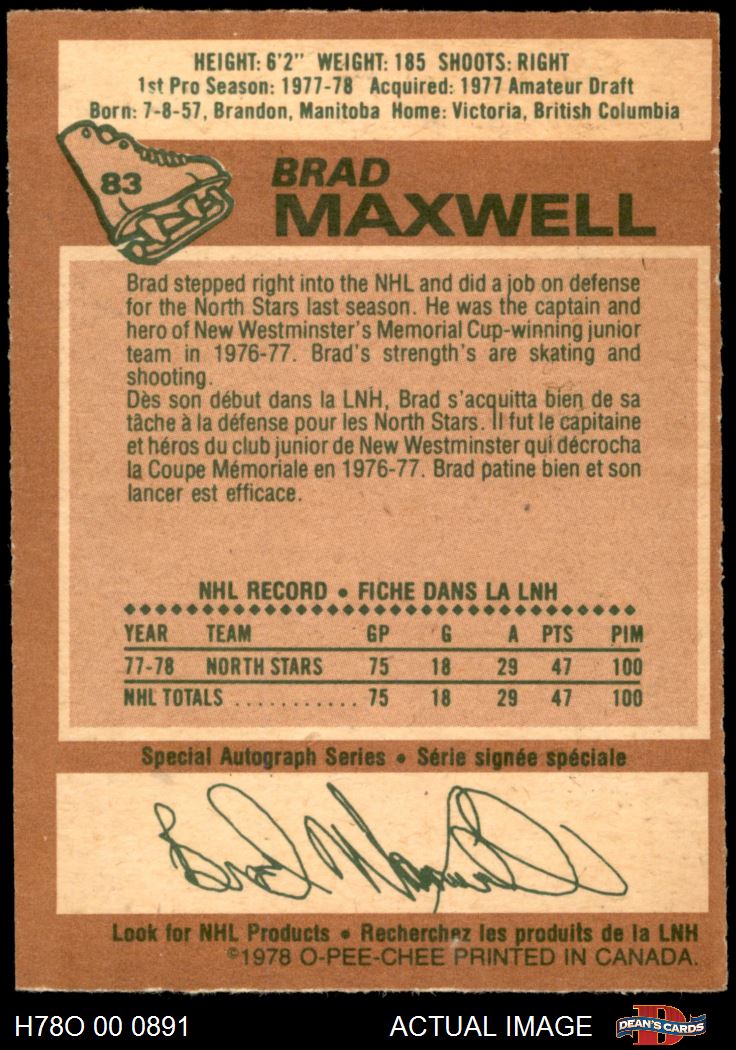 HEIGHT: 6'2" WEIGHT: 185 SHOOTS: RIGHT
1st Pro Season: 1977-78 Acquired: 1977 Amateur Draft
Born: 7-8-57, Brandon, Manitoba Home: Victoria, British Columbia
83
BRAD
MAXWELL
Brad stepped right into the NHL and did a job on defense
for the North Stars last season. He was the captain and
hero of New Westminster's Memorial Cup-winning junior
team in 1976-77. Brad's strength's are skating and
shooting.
Dès son début dans la LNH, Brad s'acquitta bien de sa
tâche à la défense pour les North Stars. Il fut le capitaine
et héros du club junior de New Westminster qui décrocha
la Coupe Mémoriale en 1976-77. Brad patine bien et son
lancer est efficace.
NHL RECORD • FICHE DANS LA LNH
YEAR TEAM GP G A PTS PIM
77-78 NORTH STARS 75 18 29 47 100
NHL TOTALS ........... 75 18 29 47 100
Special Autograph Series • Série signée spéciale
Brad Maxwell
Look for NHL Products • Recherchez les produits de la LNH
©1978 O-PEE-CHEE PRINTED IN CANADA.
H78O 00 0891 ACTUAL IMAGE D DEAN'S CARDS